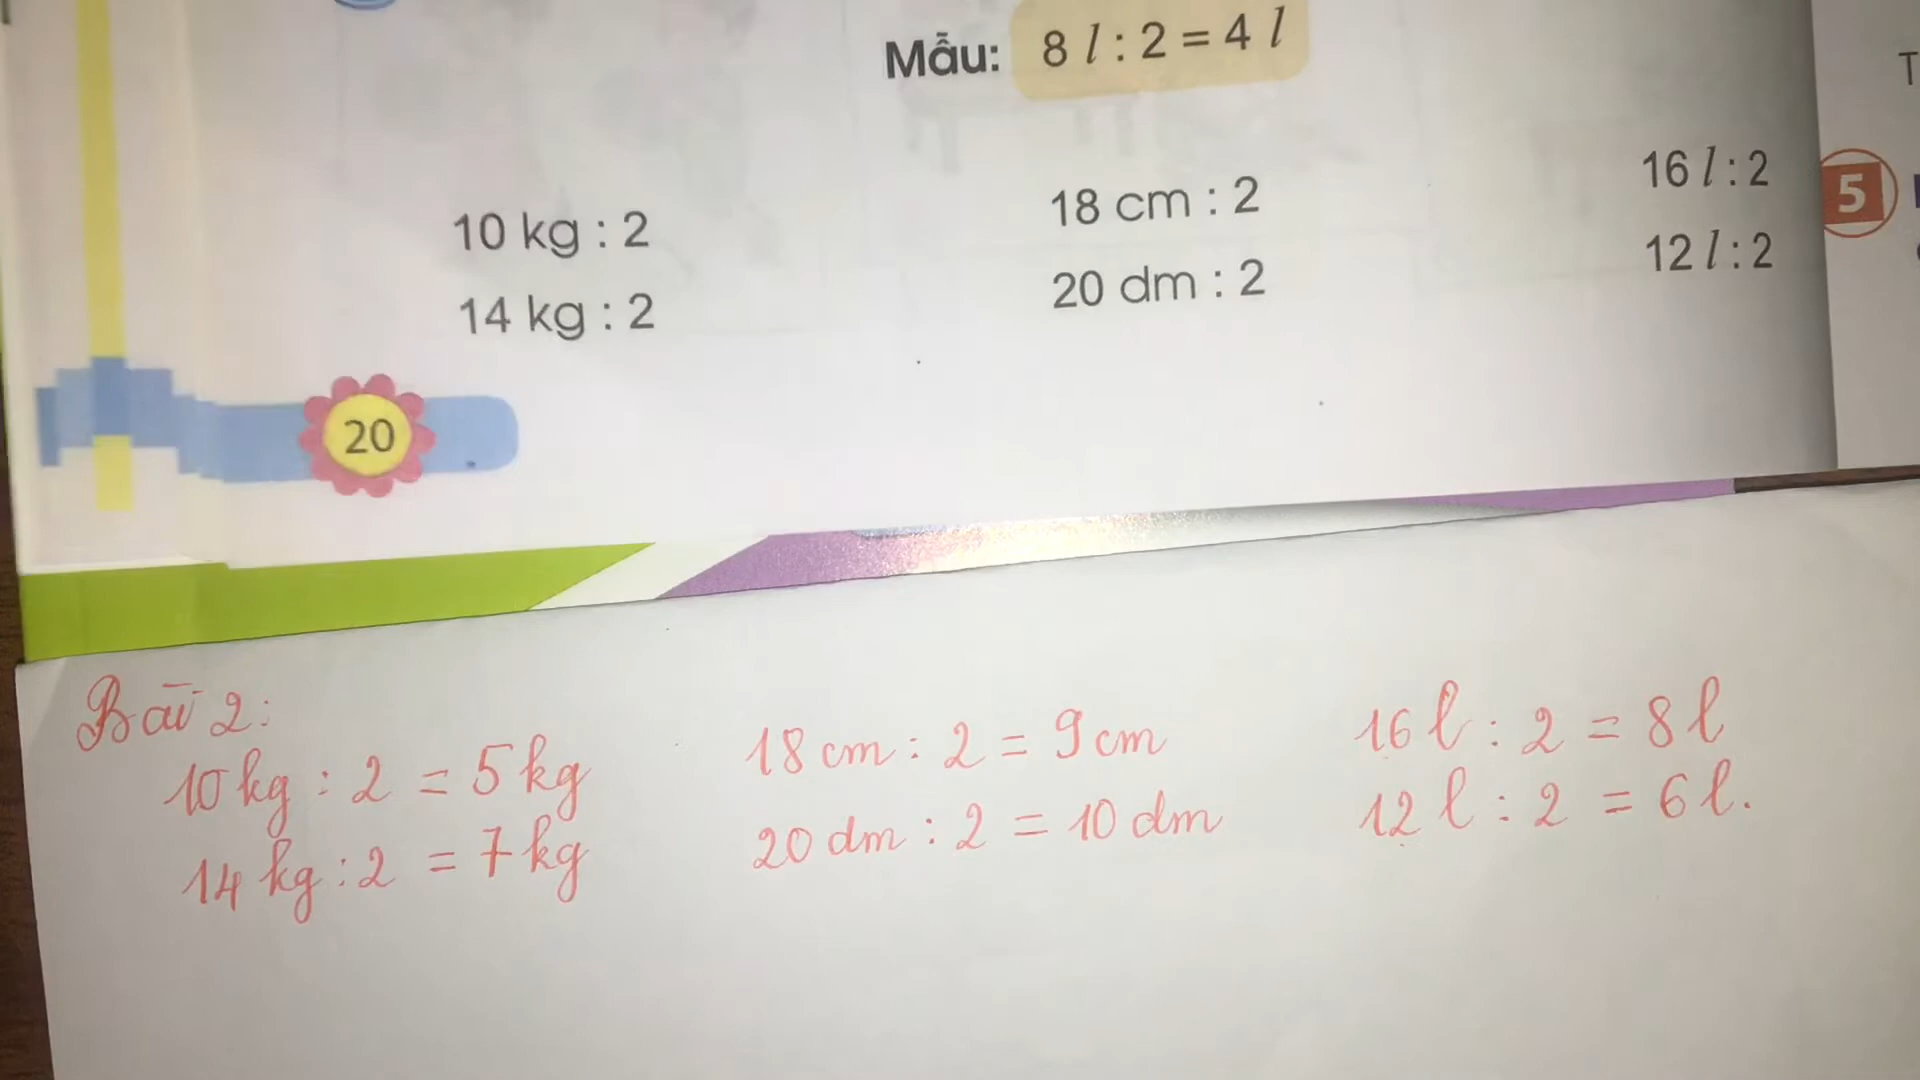 Mẫu: 8 l : 2 = 4 l
10 kg : 2
18 cm : 2
16 l : 2
14 kg : 2
20 dm : 2
12 l : 2
5
20
Bài 2:
10 kg : 2 = 5 kg
18 cm : 2 = 9 cm
16 l : 2 = 8 l
14 kg : 2 = 7 kg
20 dm : 2 = 10 dm
12 l : 2 = 6 l.